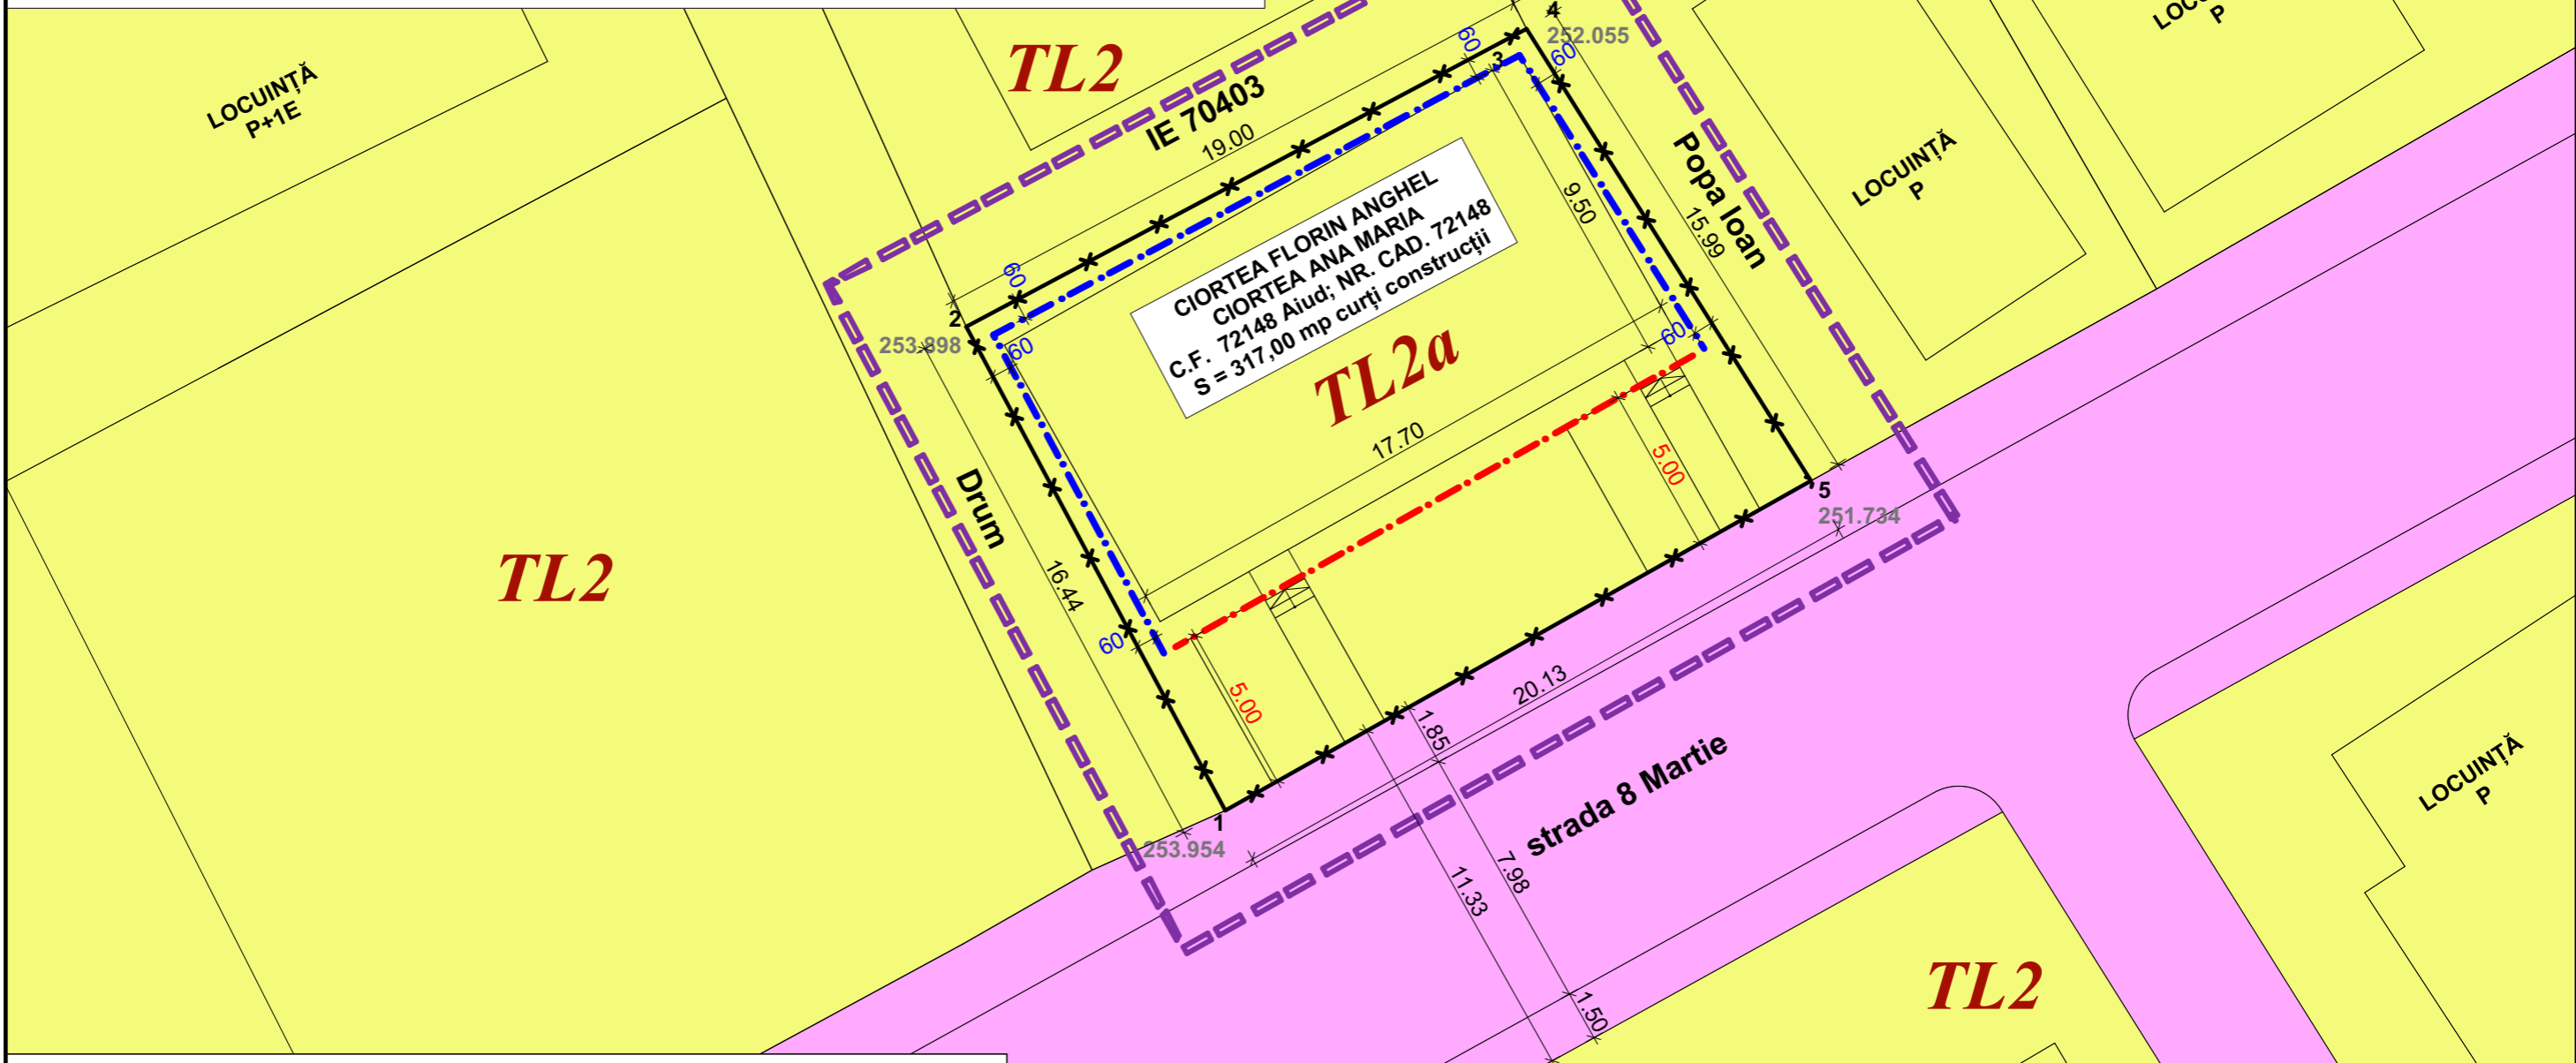 LOCUINȚĂ
P+1E
TL2
IE 70403
19.00
60
3
4
252.055
60
LOCUINȚĂ
P
LOCU
P
Popa Ioan
15.99
9.50
CIORTEA FLORIN ANGHEL
CIORTEA ANA MARIA
C.F. 72148 Aiud; NR. CAD. 72148
S = 317,00 mp curți construcții
TL2a
60
2
253.898
60
60
17.70
5.00
5
251.734
Drum
16.44
TL2
60
5.00
20.13
1.85
1
253.954
strada 8 Martie
7.98
11.33
1.50
TL2
LOCUINȚĂ
P